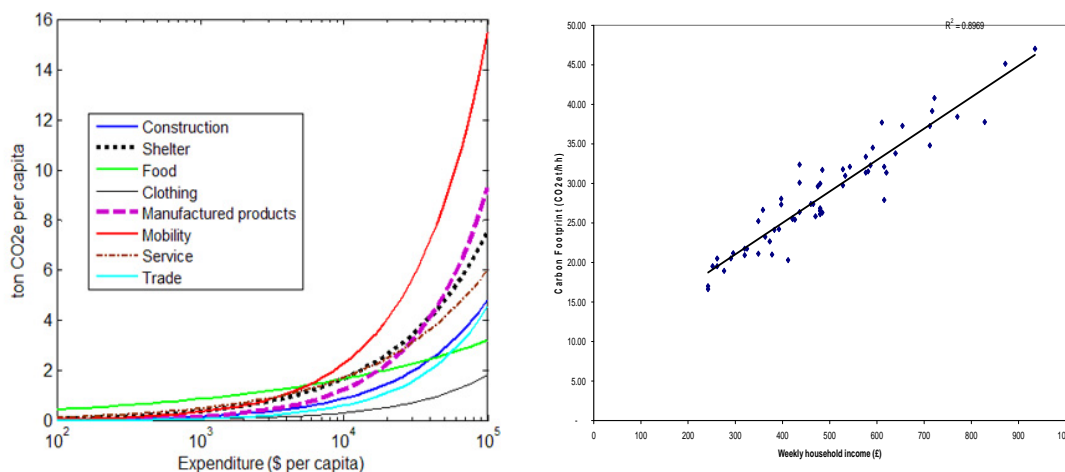 16
14
12
10
8
6
4
2
0
ton CO2e per capita
Construction
Shelter
Food
Clothing
Manufactured products
Mobility
Service
Trade
10^2
10^3
10^4
10^5
Expenditure ($ per capita)
R^2 = 0.8969
50.00
45.00
40.00
35.00
30.00
25.00
20.00
15.00
10.00
5.00
-
Carbon Footprint (CO2et/hh)
0
100
200
300
400
500
600
700
800
900
Weekly household income (£)